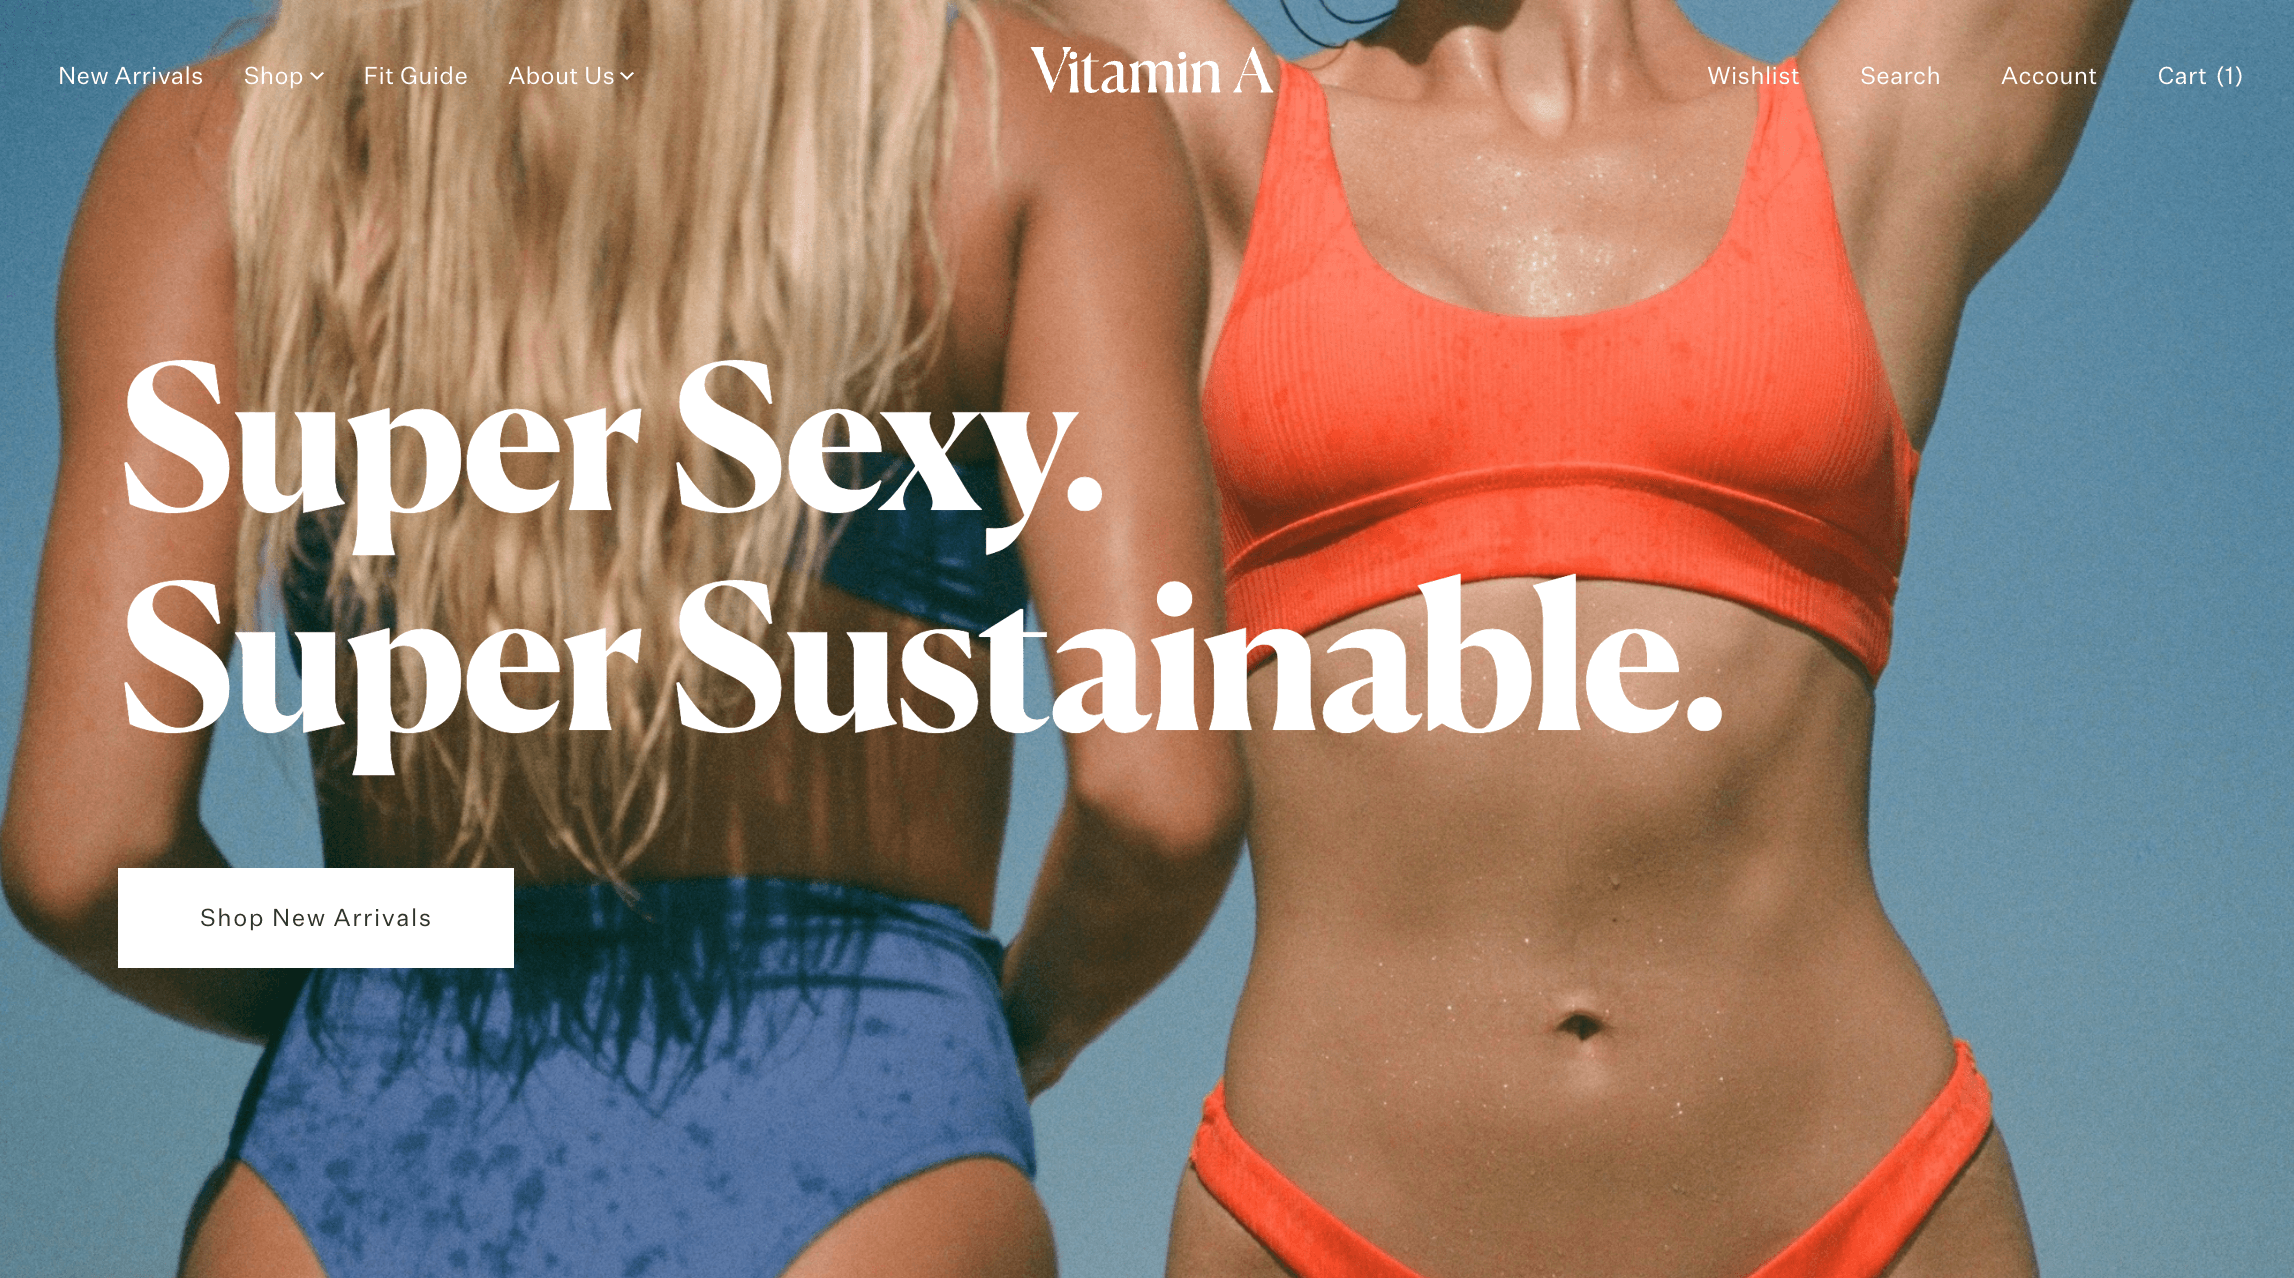 New Arrivals Shop Fit Guide About Us Vitamin A Wishlist Search Account Cart (1)
Super Sexy.
Super Sustainable.
Shop New Arrivals